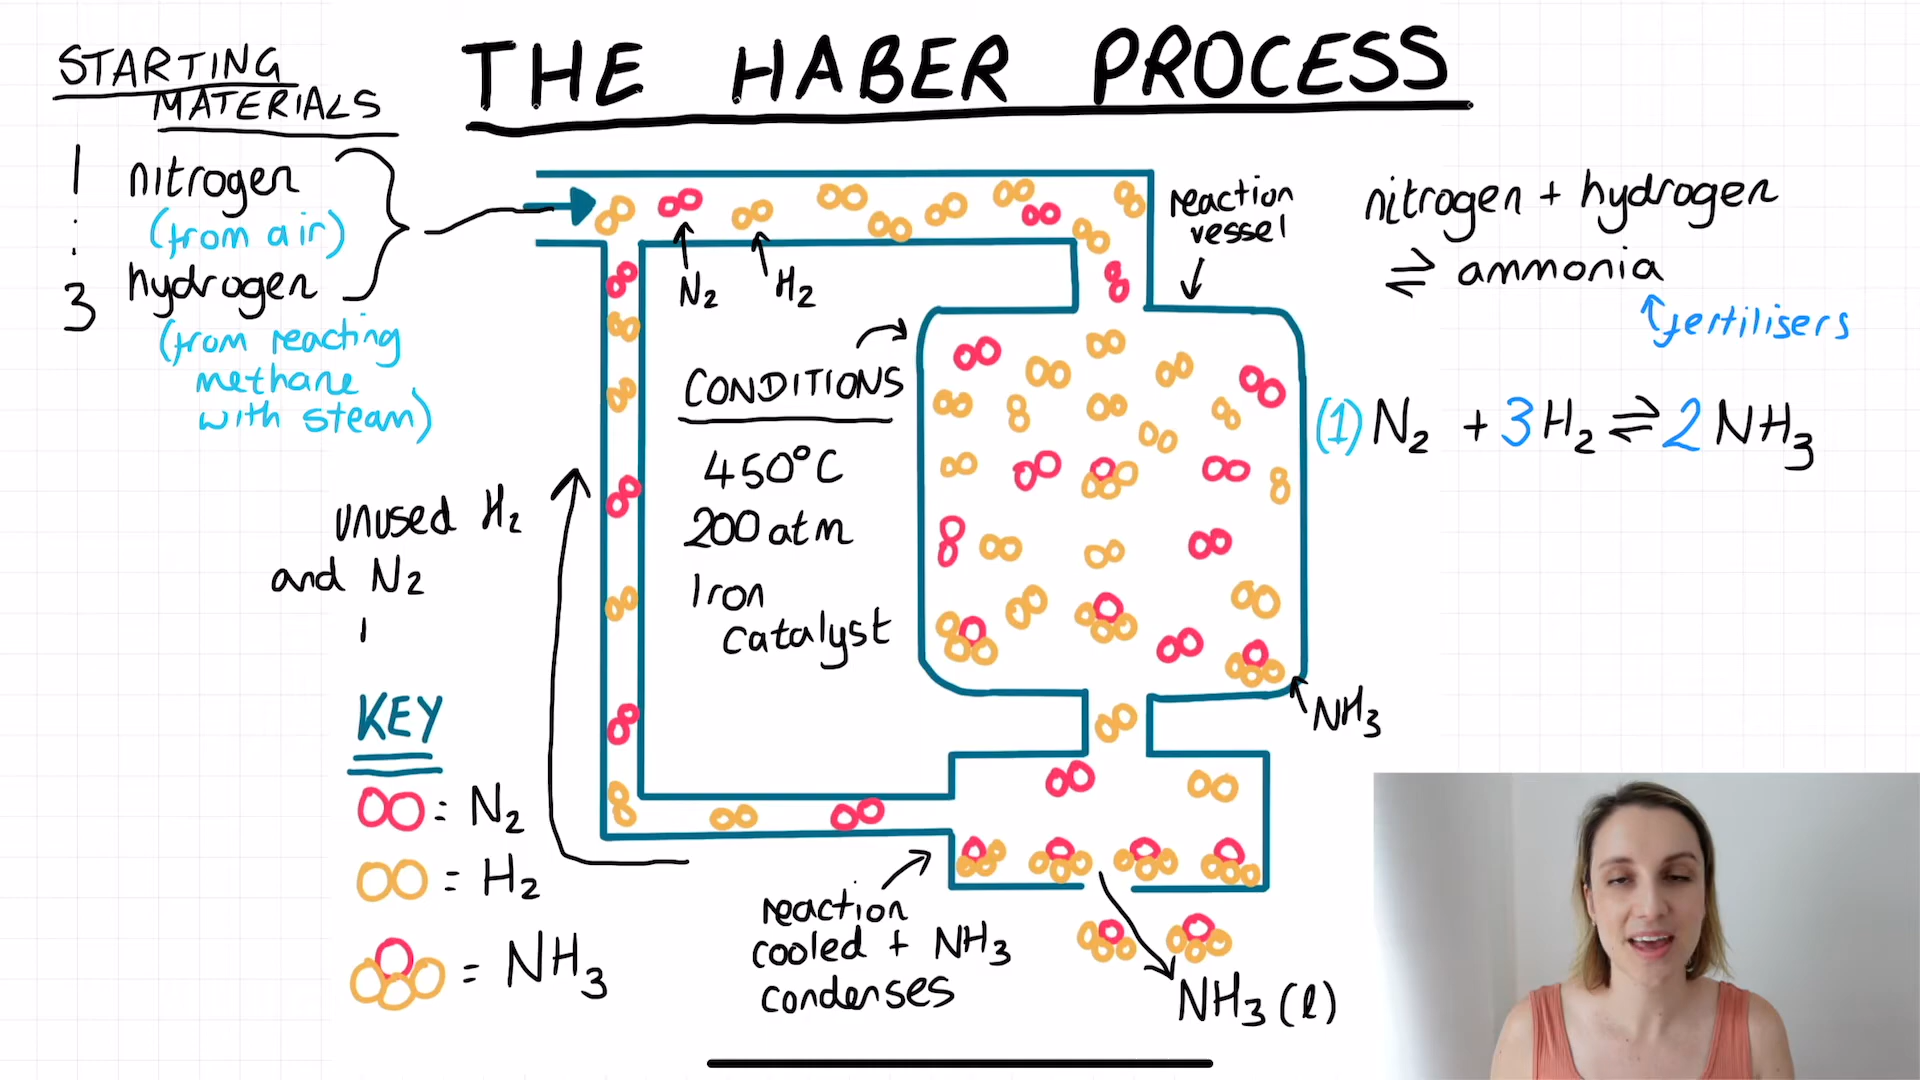 THE HABER PROCESS
STARTING
MATERIALS
1 nitrogen
(from air)
:
3 hydrogen
(from reacting
methane
with steam)
N₂
H₂
reaction
vessel
nitrogen + hydrogen
⇌ ammonia
fertilisers
(1) N₂ + 3H₂ ⇌ 2NH₃
CONDITIONS
450°C
200 atm
Iron
catalyst
unused H₂
and N₂
NH₃
KEY
= N₂
= H₂
= NH₃
reaction
cooled + NH₃
condenses
NH₃ (l)